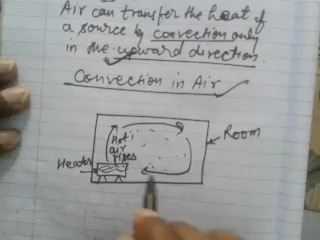 Air can transfer the heat of
a source by convection only
in the upward direction.
Convection in Air
Room
Hot
air
rises
Heater